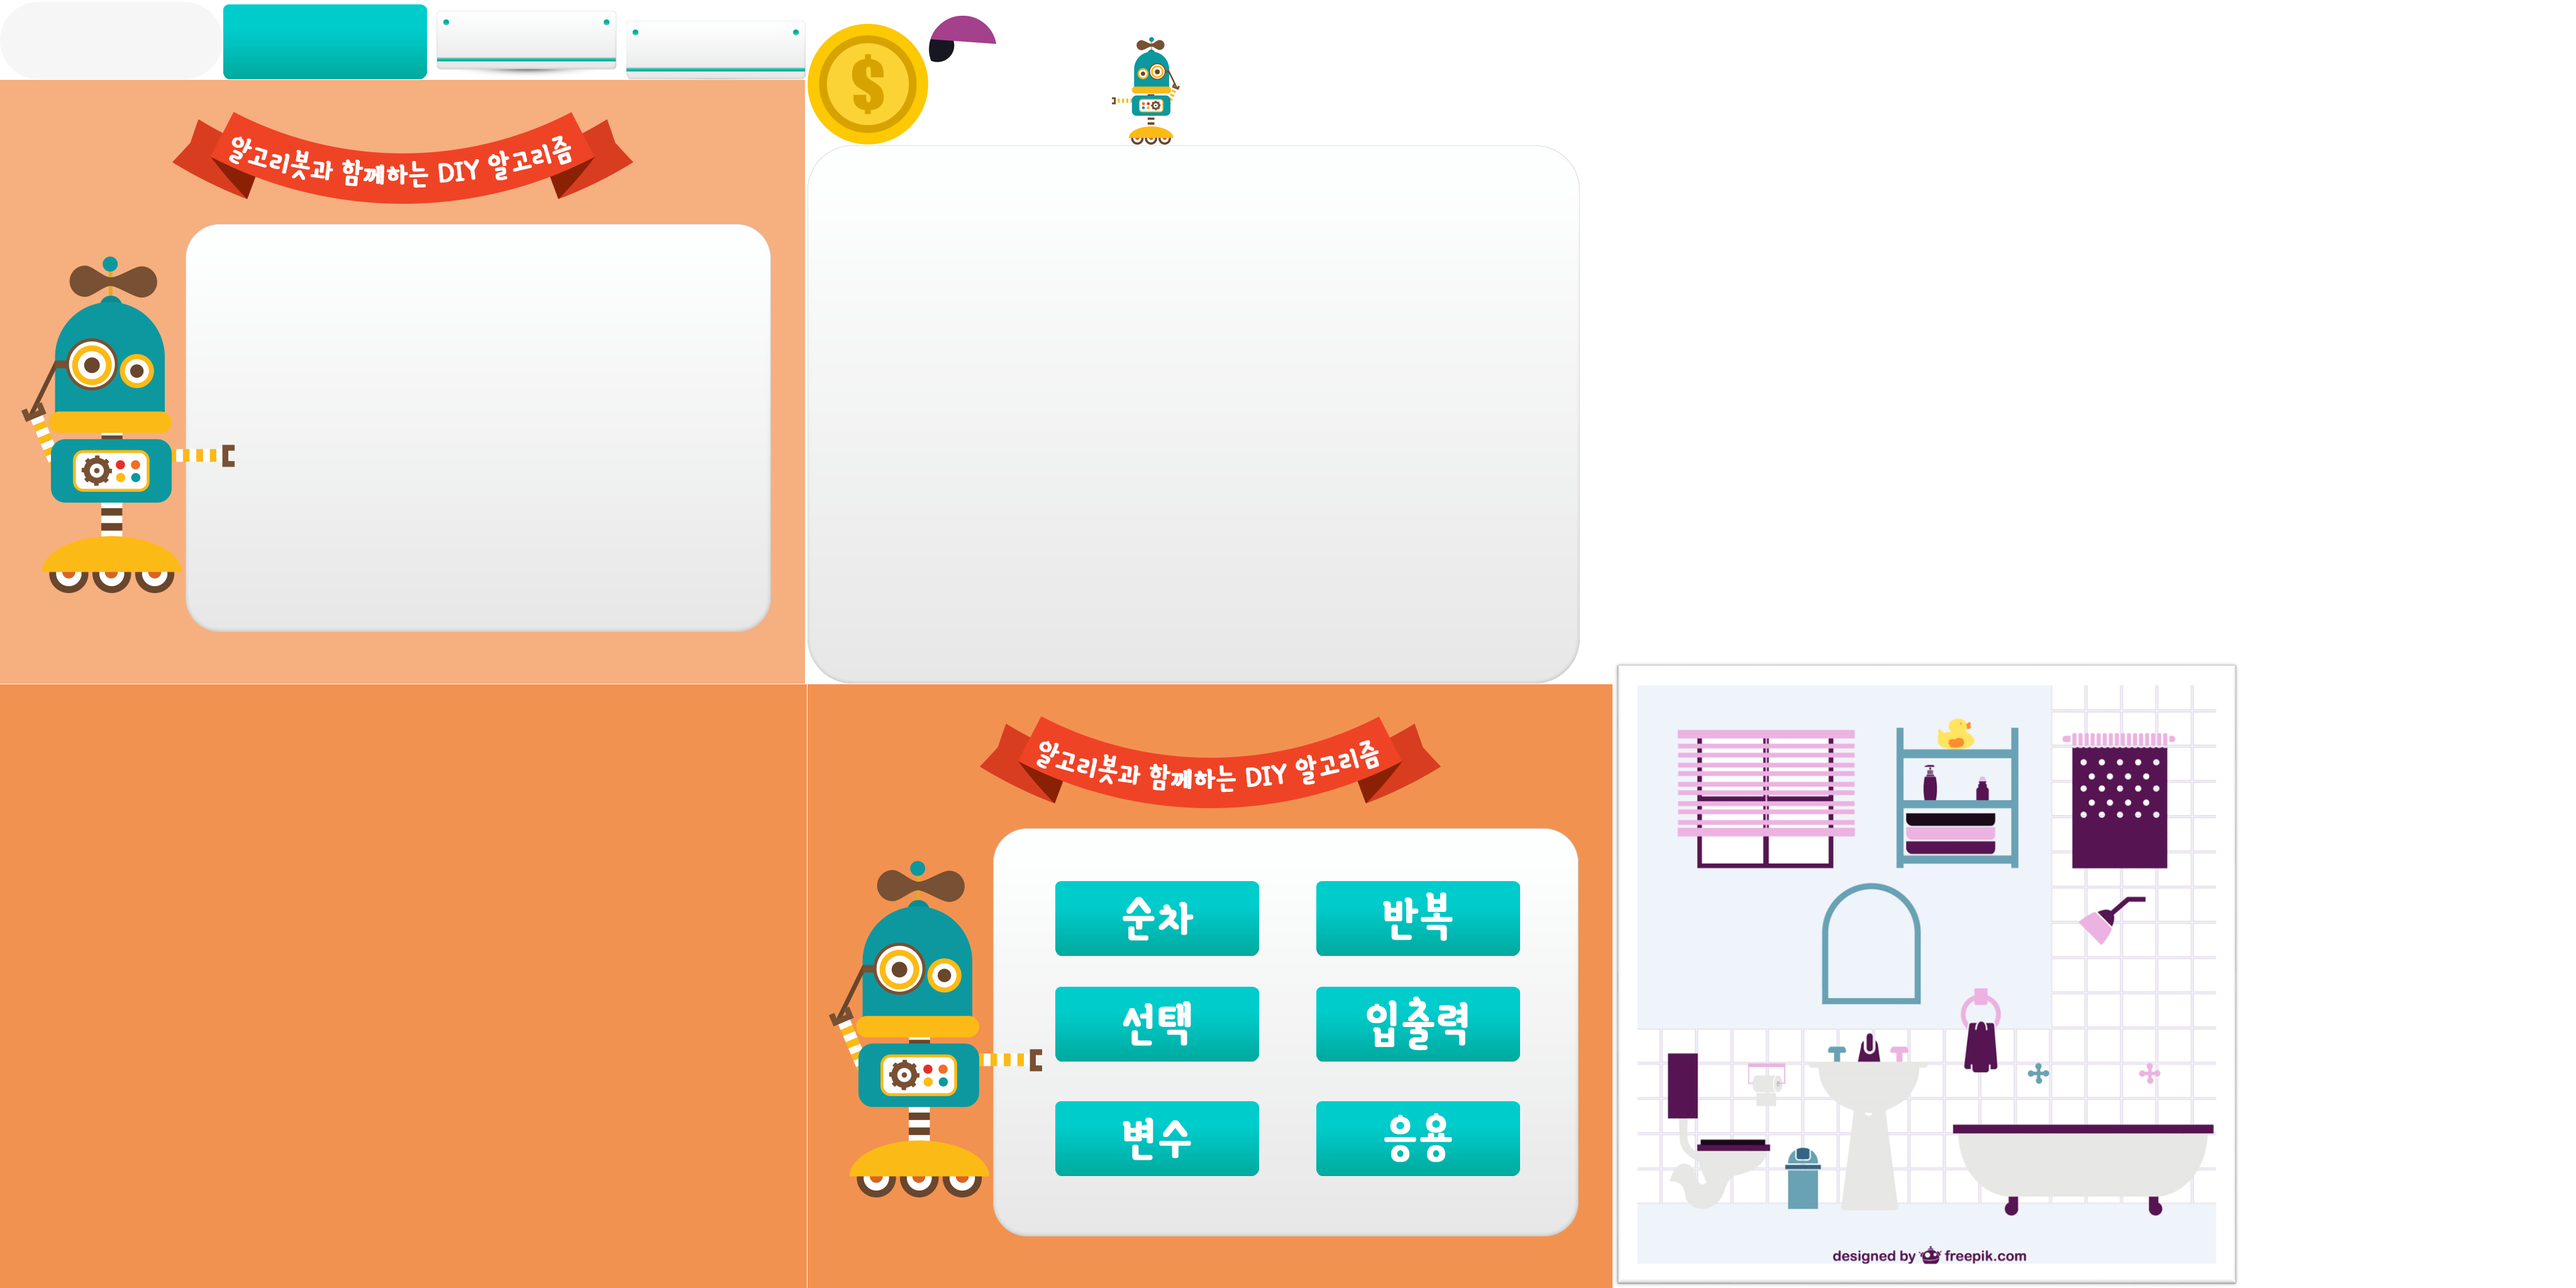 알고리봇과 함께하는 DIY 알고리즘
알고리봇과 함께하는 DIY 알고리즘
순차
반복
선택
입출력
변수
응용
designed by freepik.com